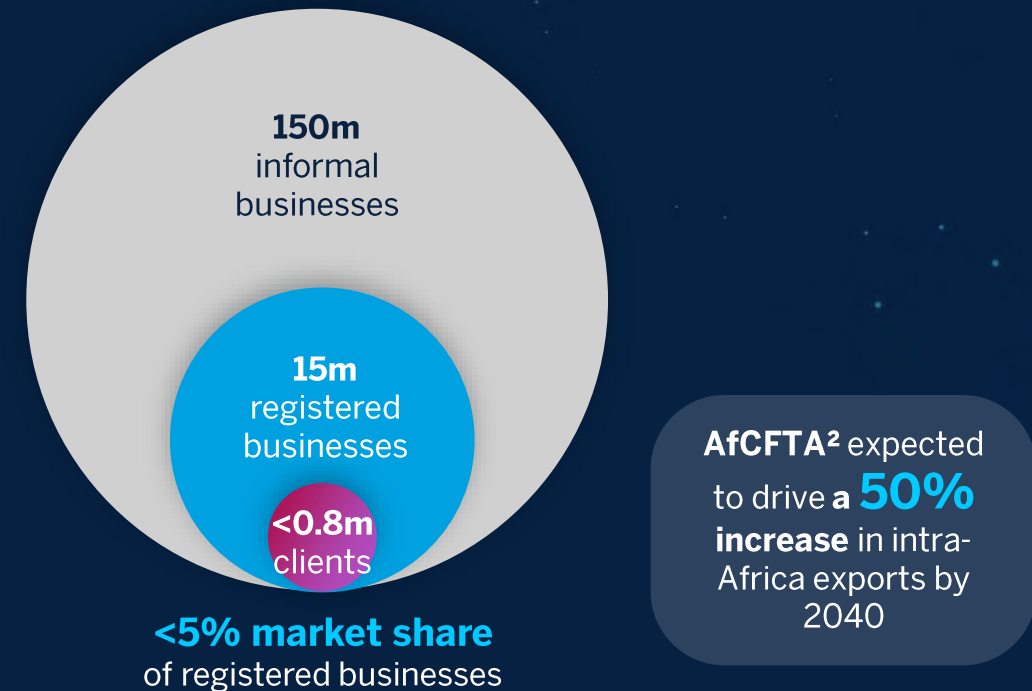 150m
informal
businesses
15m
registered
businesses
<0.8m
clients
<5% market share
of registered businesses
AfCFTA² expected
to drive a 50%
increase in intra-
Africa exports by
2040